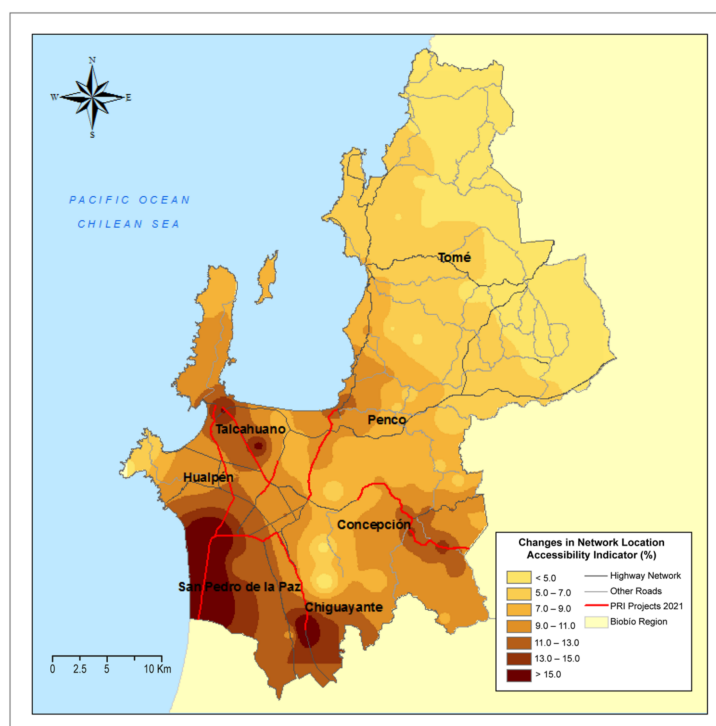 N
W
E
S
PACIFIC OCEAN
CHILEAN SEA
Tomé
Penco
Talcahuano
Hualpén
Concepción
San Pedro de la Paz
Chiguayante
Changes in Network Location
Accessibility Indicator (%)
< 5.0
5.0 – 7.0
7.0 – 9.0
9.0 – 11.0
11.0 – 13.0
13.0 – 15.0
> 15.0
Highway Network
Other Roads
PRI Projects 2021
Biobío Region
0 2.5 5 10 Km